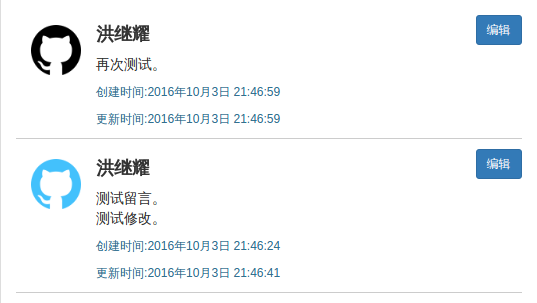 洪继耀
编辑
再次测试。
创建时间:2016年10月3日 21:46:59
更新时间:2016年10月3日 21:46:59
洪继耀
编辑
测试留言。
测试修改。
创建时间:2016年10月3日 21:46:24
更新时间:2016年10月3日 21:46:41